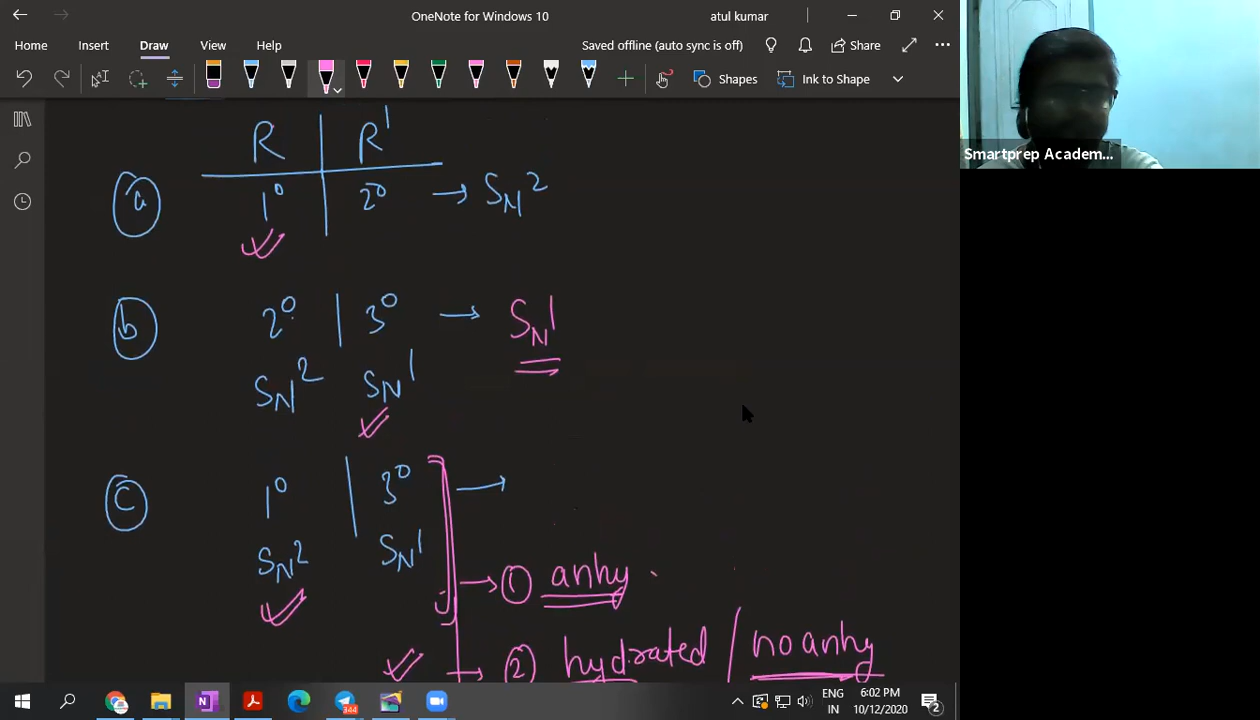 OneNote for Windows 10
atul kumar
Home Insert Draw View Help
Saved offline (auto sync is off)
Share
Shapes
Ink to Shape
R | R'
a 1° | 2° → SN2
b 2° | 3° → SN1
SN2 SN1
c 1° | 3° →
SN2 SN1
→ 1 anhy.
→ 2 hydrated / no anhy
Smartprep Academ...
344
ENG
IN
6:02 PM
10/12/2020
2